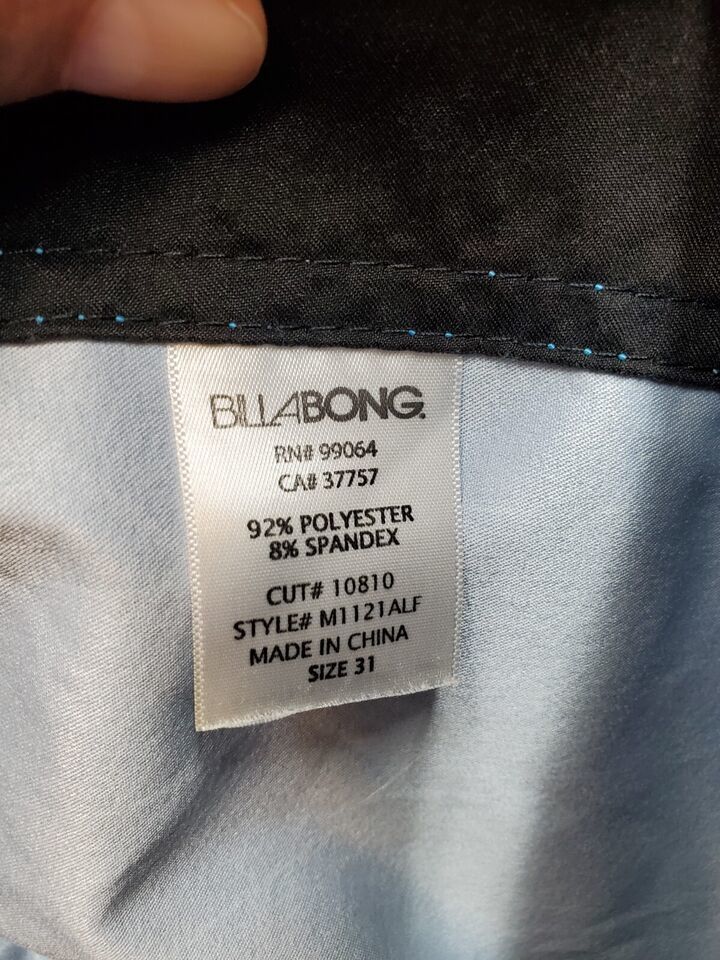 BILLABONG.
RN# 99064
CA# 37757
92% POLYESTER
8% SPANDEX
CUT# 10810
STYLE# M1121ALF
MADE IN CHINA
SIZE 31